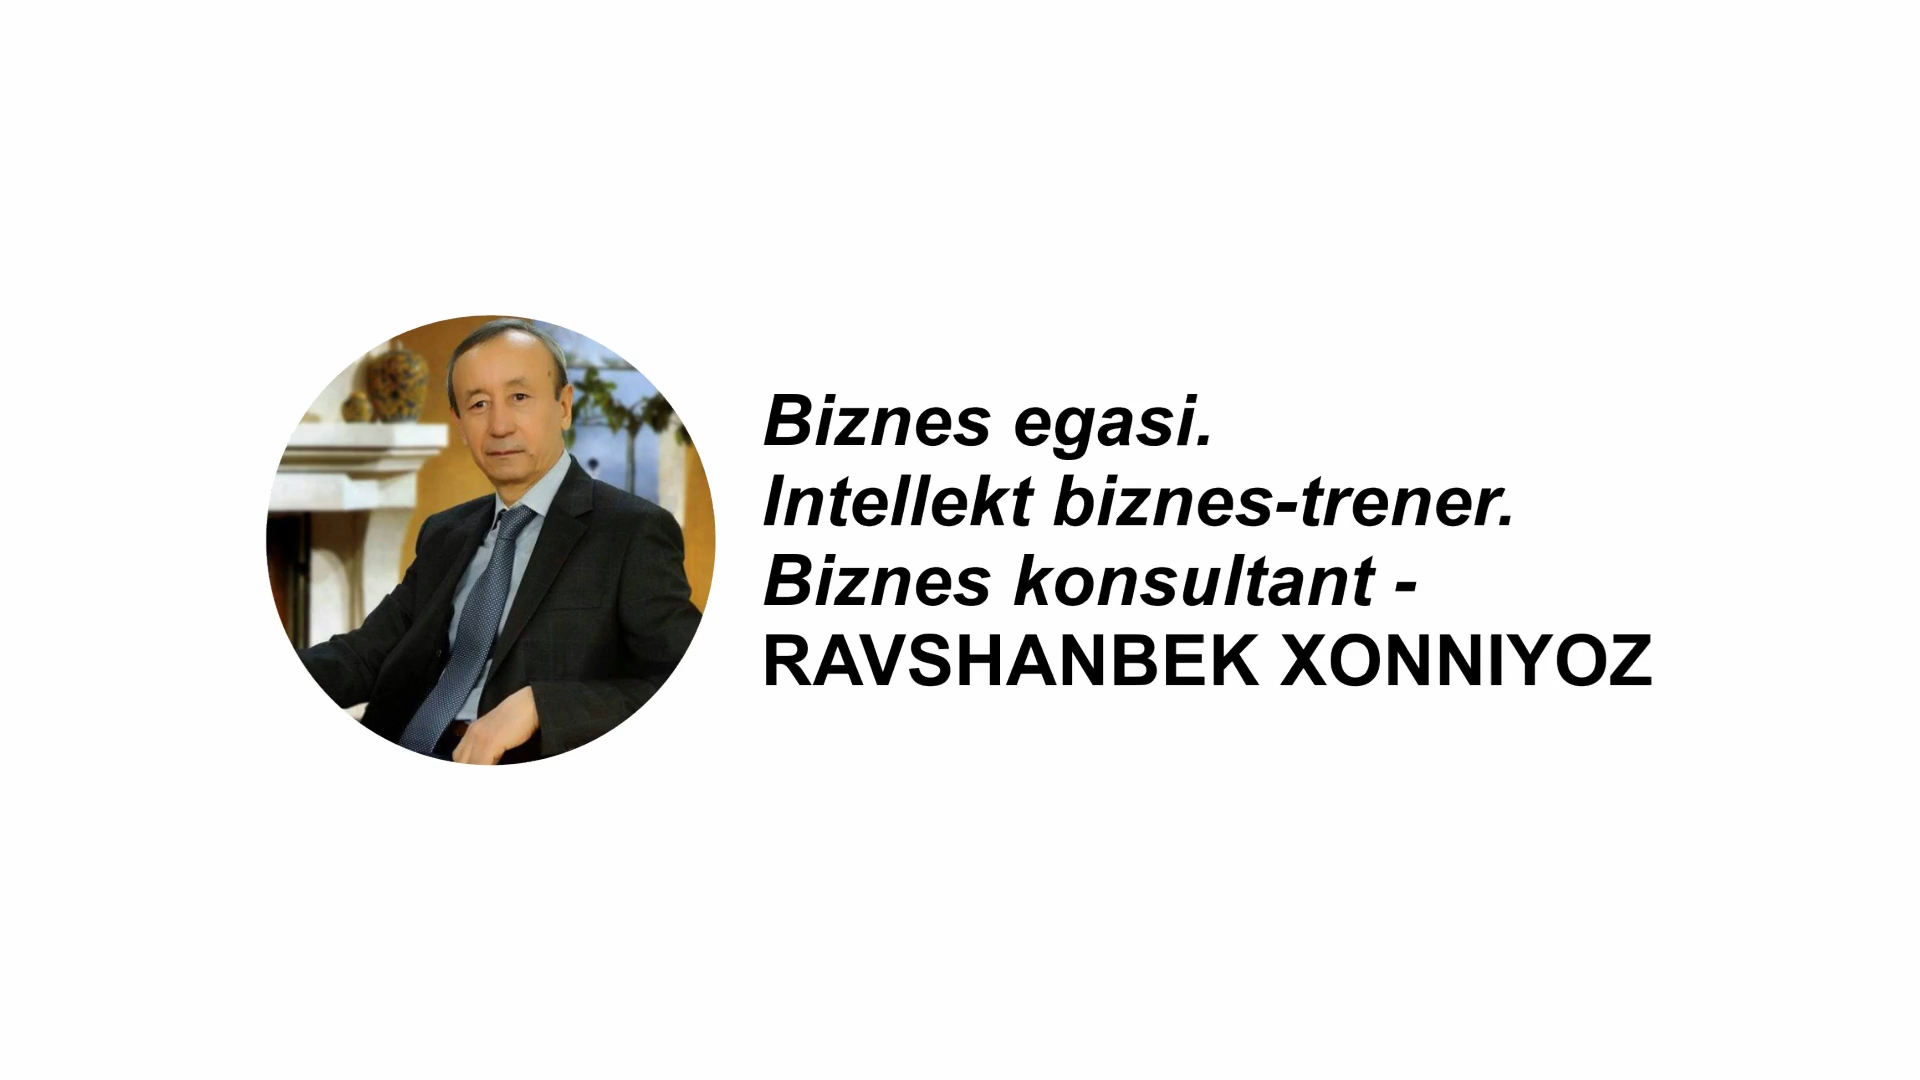 Biznes egasi.
Intellekt biznes-trener.
Biznes konsultant -
RAVSHANBEK XONNIYOZ